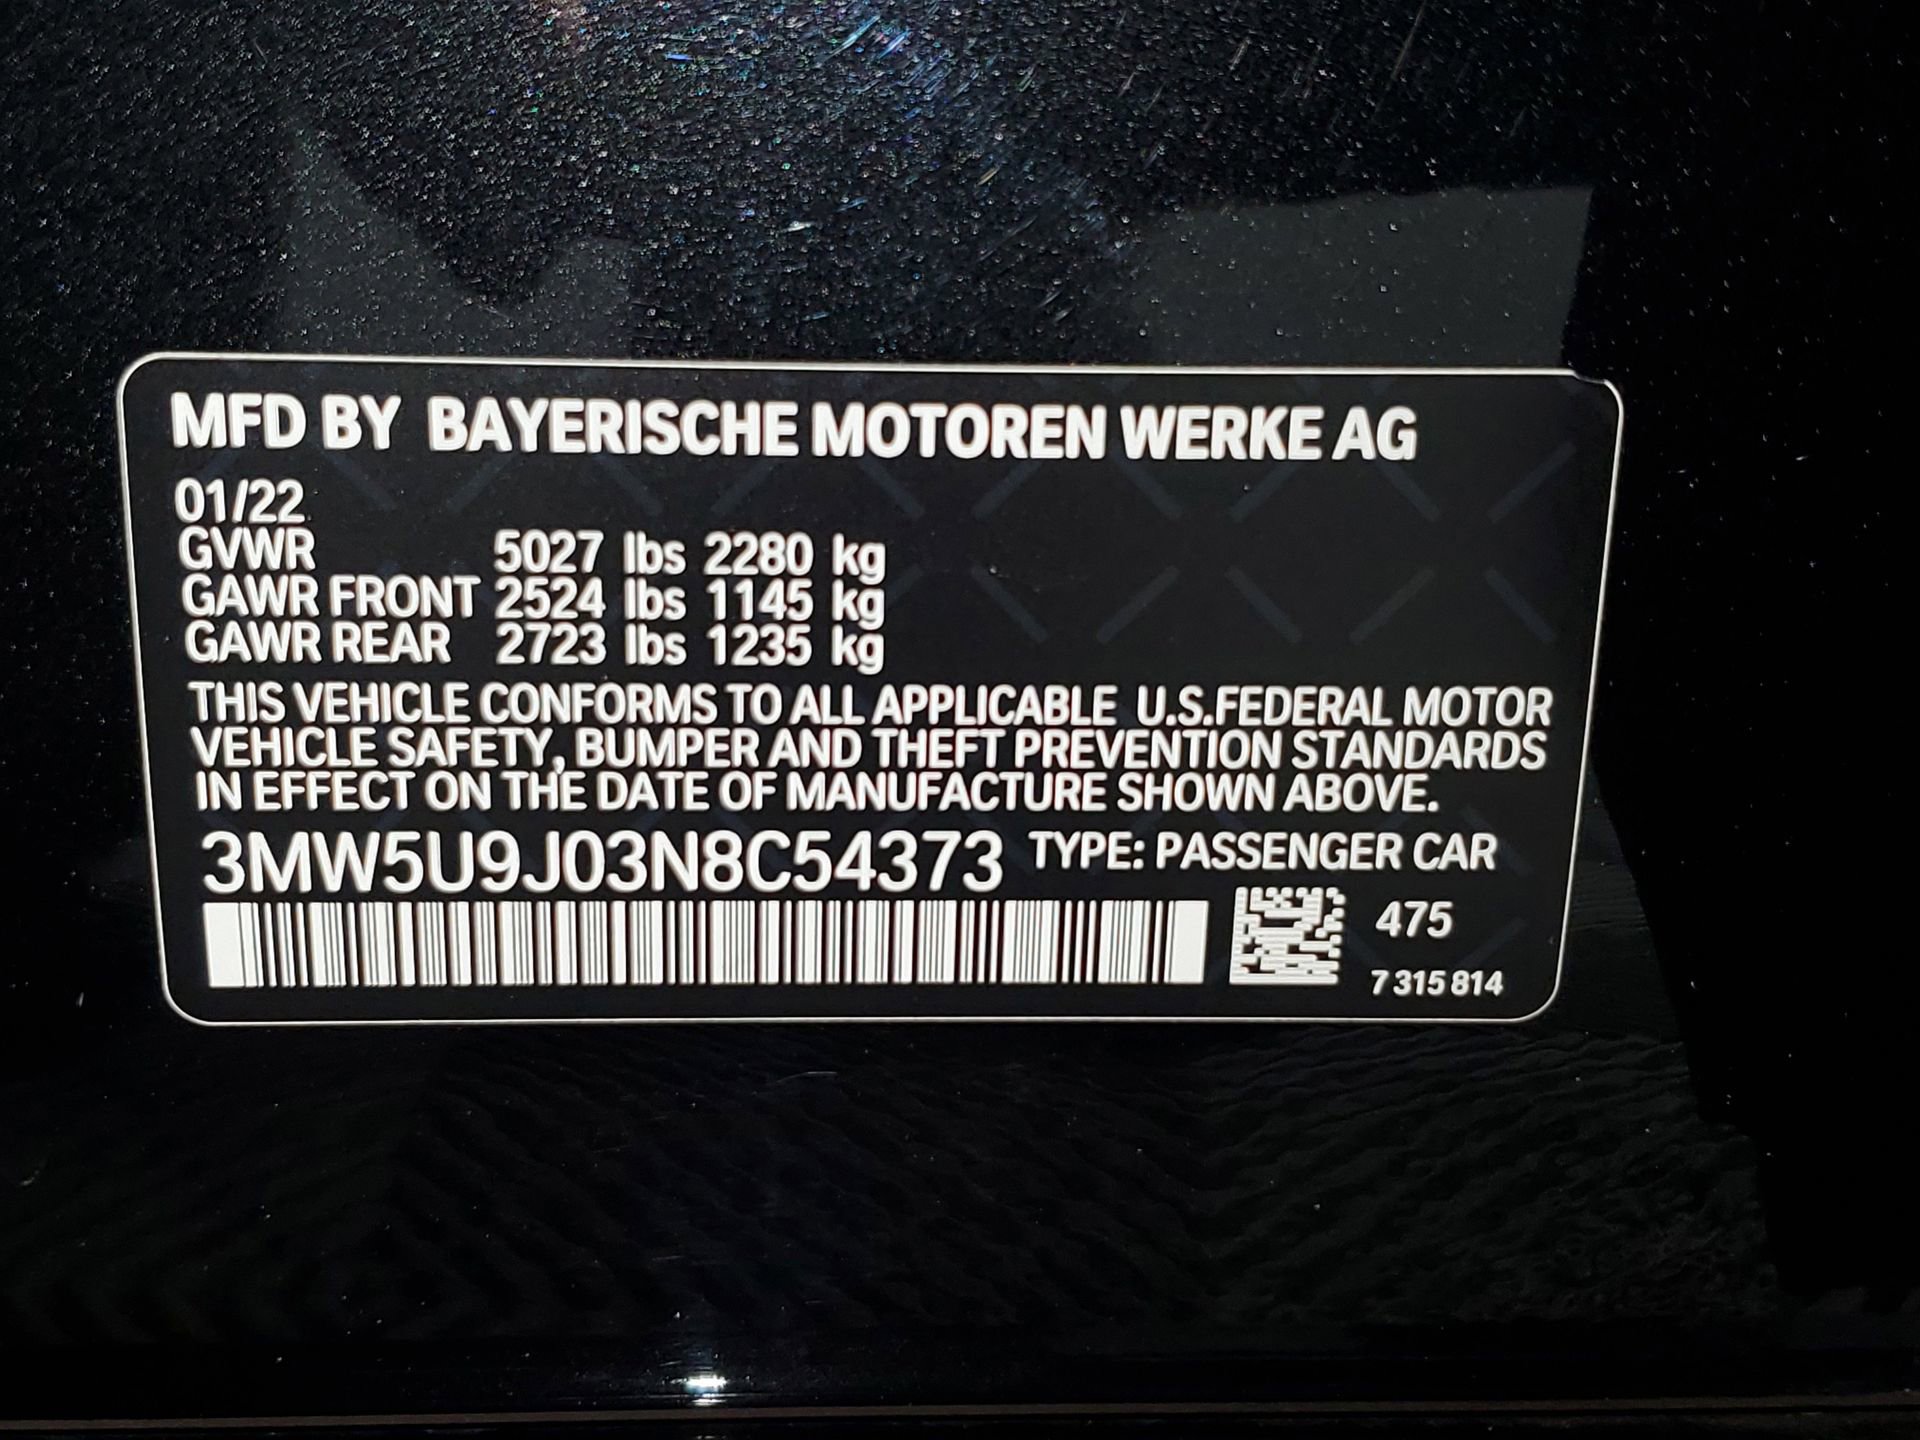 MFD BY BAYERISCHE MOTOREN WERKE AG
01/22
GVWR 5027 lbs 2280 kg
GAWR FRONT 2524 lbs 1145 kg
GAWR REAR 2723 lbs 1235 kg
THIS VEHICLE CONFORMS TO ALL APPLICABLE U.S.FEDERAL MOTOR
VEHICLE SAFETY, BUMPER AND THEFT PREVENTION STANDARDS
IN EFFECT ON THE DATE OF MANUFACTURE SHOWN ABOVE.
3MW5U9J03N8C54373 TYPE: PASSENGER CAR
475
7 315 814